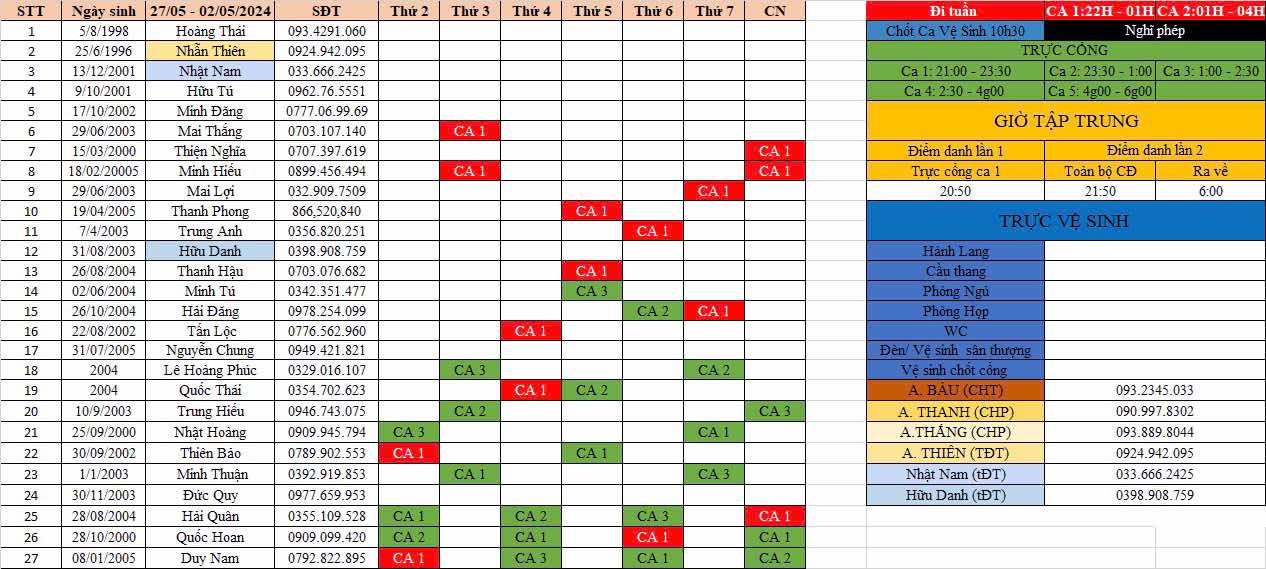 STT Ngày sinh 27/05 - 02/05/2024 SĐT Thứ 2 Thứ 3 Thứ 4 Thứ 5 Thứ 6 Thứ 7 CN
1 5/8/1998 Hoàng Thái 093.4291.060
2 25/6/1996 Nhẫn Thiên 0924.942.095
3 13/12/2001 Nhật Nam 033.666.2425
4 9/10/2001 Hữu Tú 0962.76.5551
5 17/10/2002 Minh Đăng 0777.06.99.69
6 29/06/2003 Mai Thắng 0703.107.140 CA 1
7 15/03/2000 Thiện Nghĩa 0707.397.619 CA 1
8 18/02/20005 Minh Hiếu 0899.456.494 CA 1 CA 1
9 29/06/2003 Mai Lợi 032.909.7509 CA 1
10 19/04/2005 Thanh Phong 866,520,840 CA 1
11 7/4/2003 Trung Anh 0356.820.251 CA 1
12 31/08/2003 Hữu Danh 0398.908.759
13 26/08/2004 Thanh Hậu 0703.076.682 CA 1
14 02/06/2004 Minh Tú 0342.351.477 CA 3
15 26/10/2004 Hải Đăng 0978.254.099 CA 2 CA 1
16 22/08/2002 Tấn Lộc 0776.562.960 CA 1
17 31/07/2005 Nguyễn Chung 0949.421.821
18 2004 Lê Hoàng Phúc 0329.016.107 CA 3 CA 2
19 2004 Quốc Thái 0354.702.623 CA 1 CA 2
20 10/9/2003 Trung Hiếu 0946.743.075 CA 2 CA 3
21 25/09/2000 Nhật Hoàng 0909.945.794 CA 3 CA 1
22 30/09/2002 Thiên Bảo 0789.902.553 CA 1 CA 1
23 1/1/2003 Minh Thuận 0392.919.853 CA 1 CA 3
24 30/11/2003 Đức Quy 0977.659.953
25 28/08/2004 Hải Quân 0355.109.528 CA 1 CA 2 CA 3 CA 1
26 28/10/2000 Quốc Hoan 0909.099.420 CA 2 CA 1 CA 1 CA 1
27 08/01/2005 Duy Nam 0792.822.895 CA 1 CA 3 CA 1 CA 2
Đi tuần CA 1:22H - 01H CA 2:01H - 04H
Chốt Ca Vệ Sinh 10h30 Nghĩ phép
TRỰC CỔNG
Ca 1: 21:00 - 23:30 Ca 2: 23:30 - 1:00 Ca 3: 1:00 - 2:30
Ca 4: 2:30 - 4g00 Ca 5: 4g00 - 6g00
GIỜ TẬP TRUNG
Điểm danh lần 1 Điểm danh lần 2
Trực cổng ca 1 Toàn bộ CĐ Ra về
20:50 21:50 6:00
TRỰC VỆ SINH
Hành Lang
Cầu thang
Phòng Ngủ
Phòng Họp
WC
Đèn/ Vệ sinh sân thượng
Vệ sinh chốt cổng
A. BÁU (CHT) 093.2345.033
A. THANH (CHP) 090.997.8302
A.THẮNG (CHP) 093.889.8044
A. THIÊN (TĐT) 0924.942.095
Nhật Nam (tĐT) 033.666.2425
Hữu Danh (tĐT) 0398.908.759